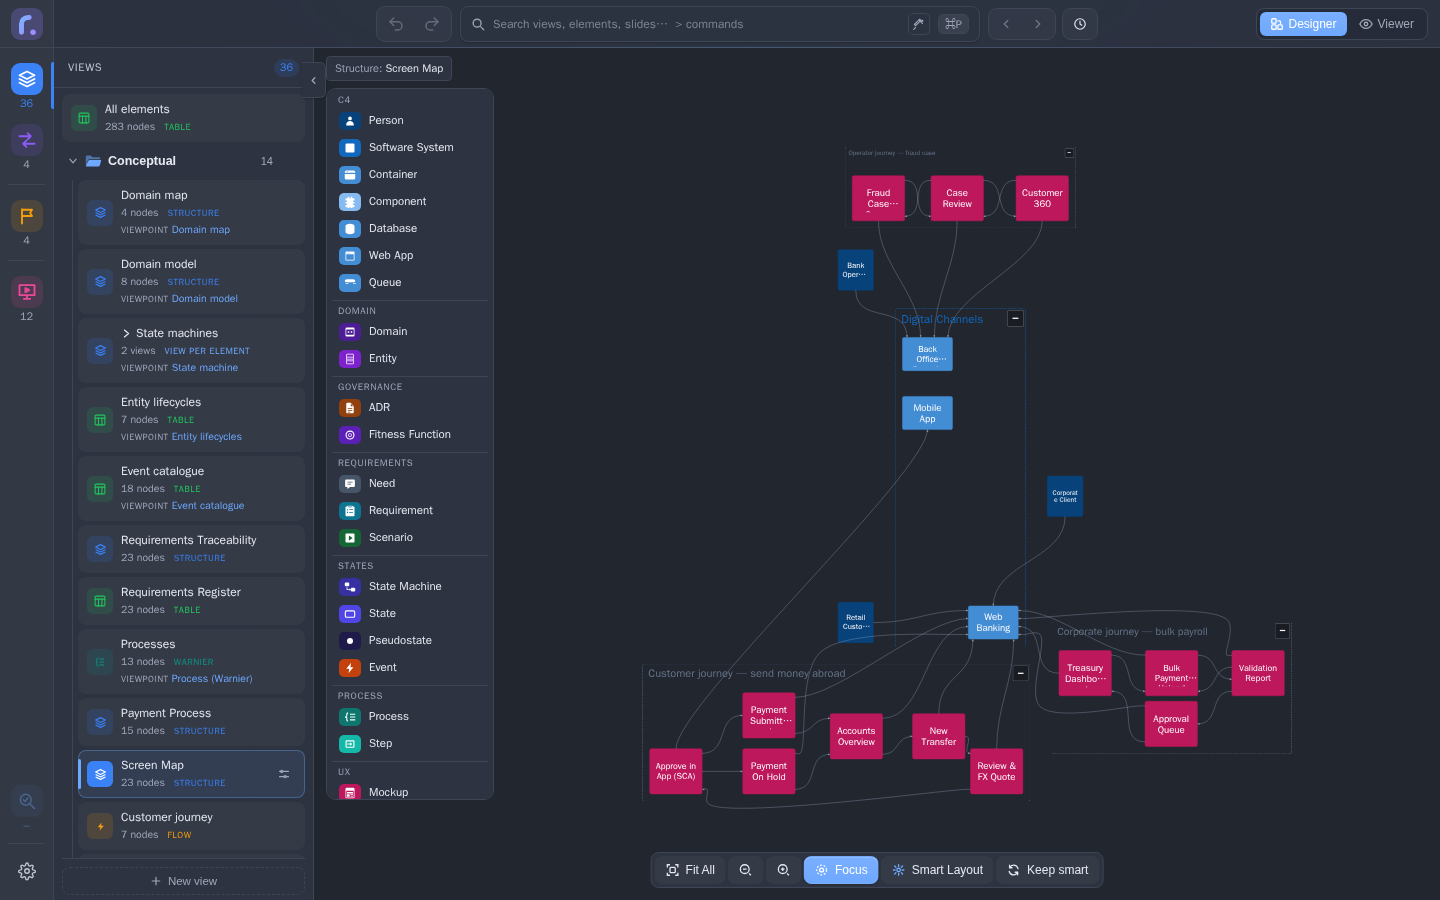 Search views, elements, slides··· > commands
⌘P
Designer
Viewer
36
4
4
12
VIEWS
36
All elements
283 nodes TABLE
Conceptual
14
Domain map
4 nodes STRUCTURE
VIEWPOINT Domain map
Domain model
8 nodes STRUCTURE
VIEWPOINT Domain model
State machines
2 views VIEW PER ELEMENT
VIEWPOINT State machine
Entity lifecycles
7 nodes TABLE
VIEWPOINT Entity lifecycles
Event catalogue
18 nodes TABLE
VIEWPOINT Event catalogue
Requirements Traceability
23 nodes STRUCTURE
Requirements Register
23 nodes TABLE
Processes
13 nodes WARNIER
VIEWPOINT Process (Warnier)
Payment Process
15 nodes STRUCTURE
Screen Map
23 nodes STRUCTURE
Customer journey
7 nodes FLOW
New view
Structure: Screen Map
C4
Person
Software System
Container
Component
Database
Web App
Queue
DOMAIN
Domain
Entity
GOVERNANCE
ADR
Fitness Function
REQUIREMENTS
Need
Requirement
Scenario
STATES
State Machine
State
Pseudostate
Event
PROCESS
Process
Step
UX
Mockup
Operator journey — fraud case
Fraud
Case···
Case
Review
Customer
360
Bank
Oper···
Digital Channels
Back
Office···
Mobile
App
Corporat
e Client
Retail
Custo···
Web
Banking
Corporate journey — bulk payroll
Treasury
Dashbo···
Bulk
Payment···
Validation
Report
Approval
Queue
Customer journey — send money abroad
Payment
Submitt···
Accounts
Overview
New
Transfer
Approve in
App (SCA)
Payment
On Hold
Review &
FX Quote
Fit All
Focus
Smart Layout
Keep smart